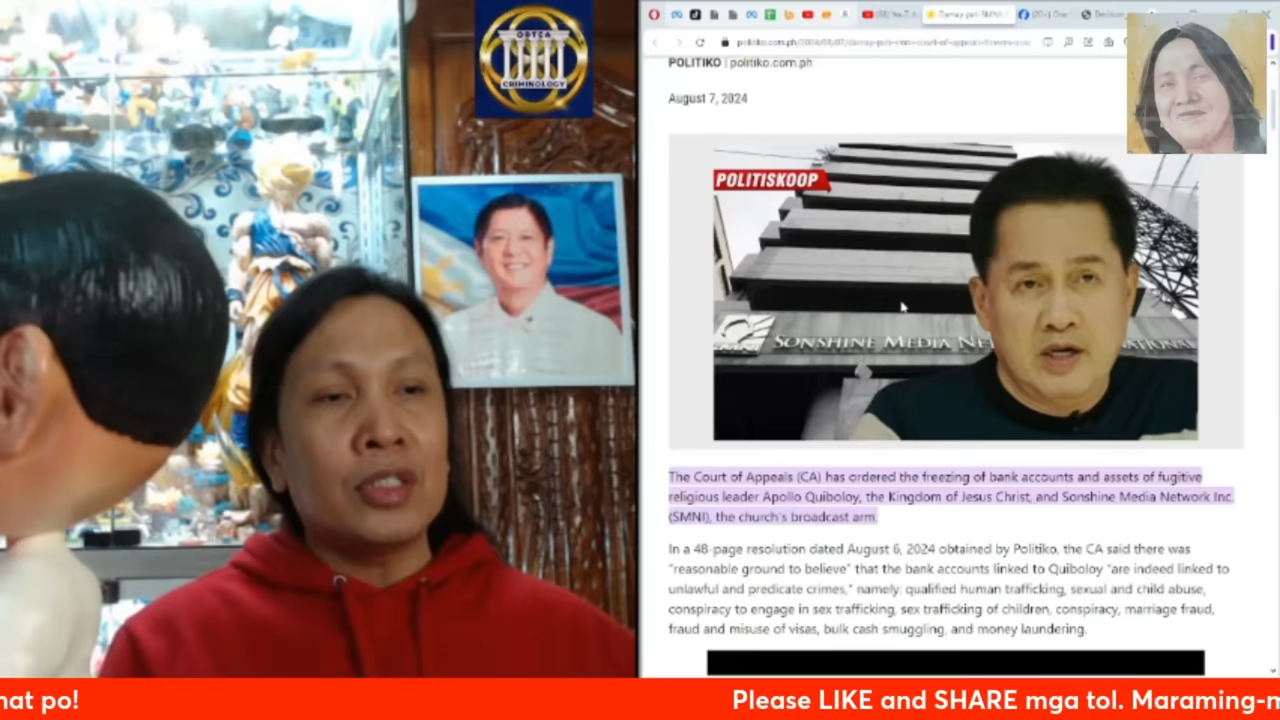 ORTCA
CRIMINOLOGY
POLITIKO | politiko.com.ph
August 7, 2024
POLITISKOOP
SONSHINE MEDIA NE
The Court of Appeals (CA) has ordered the freezing of bank accounts and assets of fugitive
religious leader Apollo Quiboloy, the Kingdom of Jesus Christ, and Sonshine Media Network Inc.
(SMNI), the church's broadcast arm.
In a 48-page resolution dated August 6, 2024 obtained by Politiko, the CA said there was
"reasonable ground to believe" that the bank accounts linked to Quiboloy "are indeed linked to
unlawful and predicate crimes," namely: qualified human trafficking, sexual and child abuse,
conspiracy to engage in sex trafficking, sex trafficking of children, conspiracy, marriage fraud,
fraud and misuse of visas, bulk cash smuggling, and money laundering.
hat po! Please LIKE and SHARE mga tol. Maraming-m